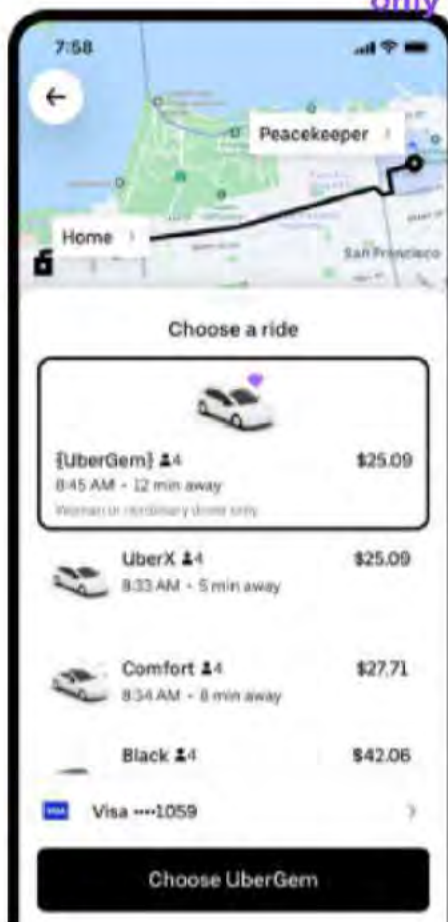 only
7:58
Peacekeeper
Home
San Francisco
Choose a ride
{UberGem} 4 $25.09
8:45 AM - 12 min away
Woman or nonbinary driver only
UberX 4 $25.09
8:33 AM - 5 min away
Comfort 4 $27.71
8:34 AM - 8 min away
Black 4 $42.06
VISA Visa ····1059
Choose UberGem